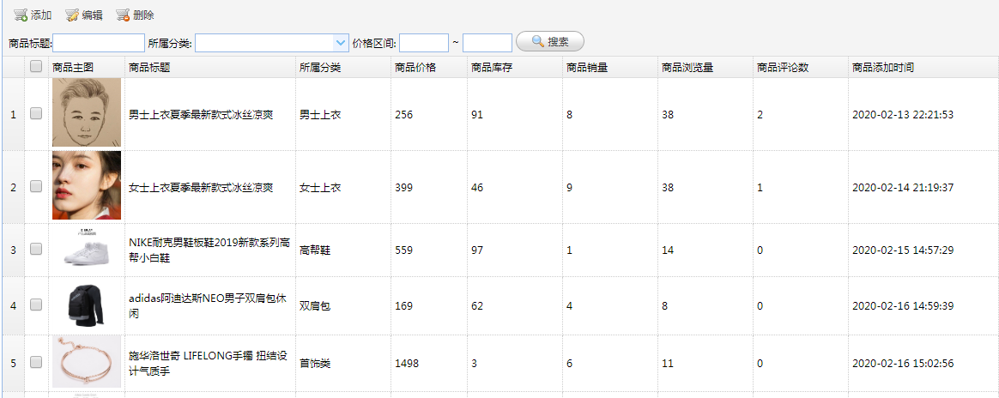 添加 编辑 删除
商品标题: 所属分类: 价格区间: ~ 搜索
商品主图 商品标题 所属分类 商品价格 商品库存 商品销量 商品浏览量 商品评论数 商品添加时间
1 男士上衣夏季最新款式冰丝凉爽 男士上衣 256 91 8 38 2 2020-02-13 22:21:53
2 女士上衣夏季最新款式冰丝凉爽 女士上衣 399 46 9 38 1 2020-02-14 21:19:37
3 NIKE耐克男鞋板鞋2019新款系列高
帮小白鞋 高帮鞋 559 97 1 14 0 2020-02-15 14:57:29
4 adidas阿迪达斯NEO男子双肩包休
闲 双肩包 169 62 4 8 0 2020-02-16 14:59:39
5 施华洛世奇 LIFELONG手镯 扭结设
计气质手 首饰类 1498 3 6 11 0 2020-02-16 15:02:56